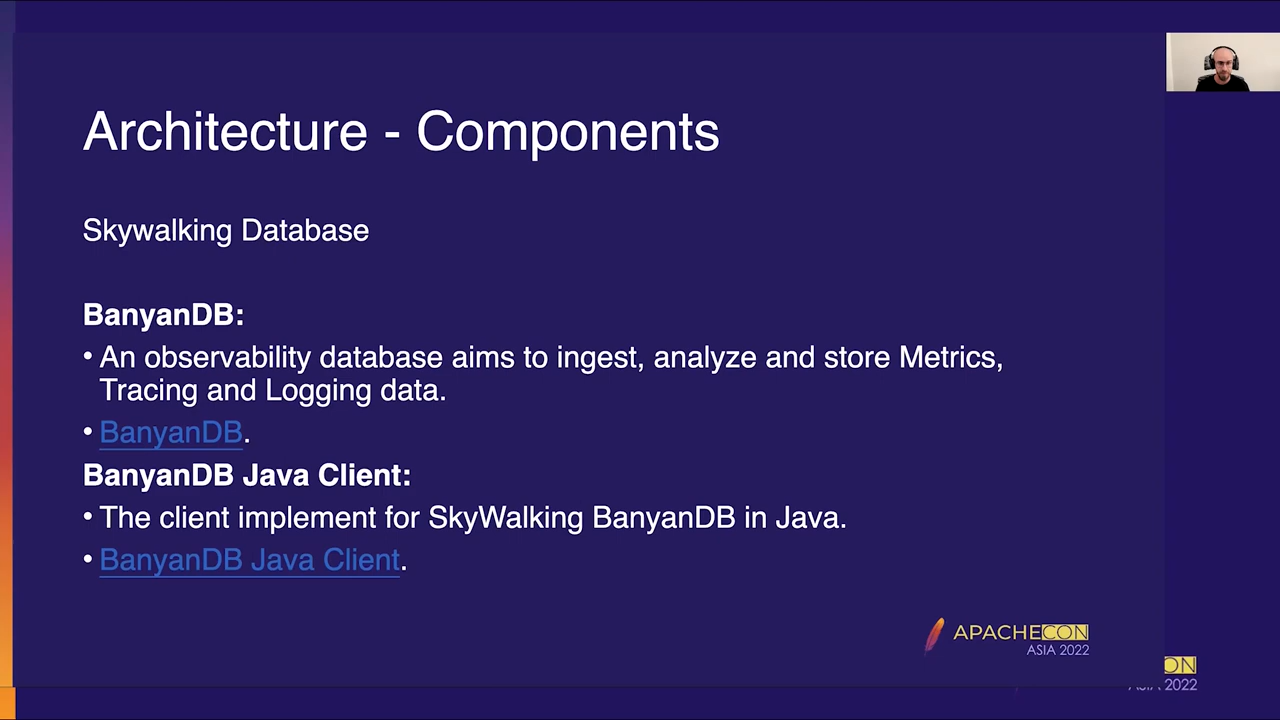 Architecture - Components
Skywalking Database
BanyanDB:
• An observability database aims to ingest, analyze and store Metrics,
Tracing and Logging data.
• BanyanDB.
BanyanDB Java Client:
• The client implement for SkyWalking BanyanDB in Java.
• BanyanDB Java Client.
APACHECON
ASIA 2022
ON
2022